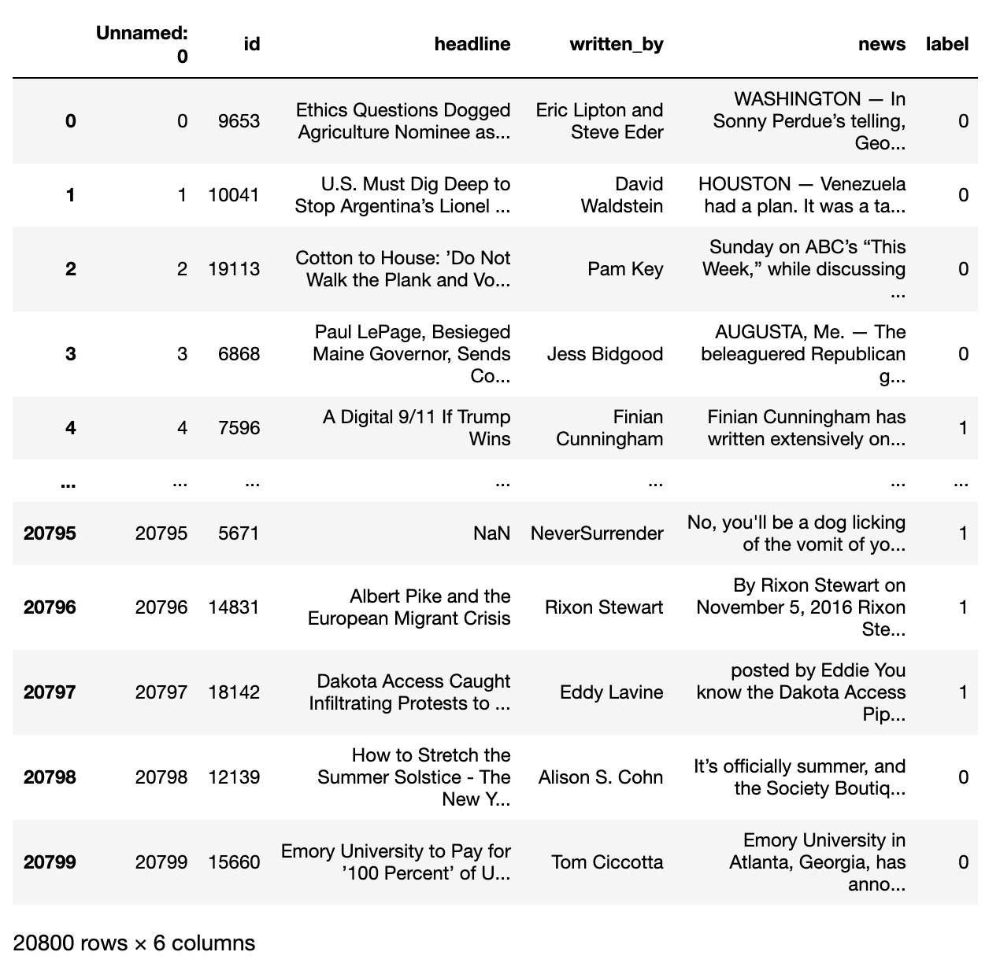 Unnamed: 0 id headline written_by news label
0 0 9653 Ethics Questions Dogged Agriculture Nominee as... Eric Lipton and Steve Eder WASHINGTON — In Sonny Perdue’s telling, Geo... 0
1 1 10041 U.S. Must Dig Deep to Stop Argentina’s Lionel ... David Waldstein HOUSTON — Venezuela had a plan. It was a ta... 0
2 2 19113 Cotton to House: ’Do Not Walk the Plank and Vo... Pam Key Sunday on ABC’s “This Week,” while discussing ... 0
3 3 6868 Paul LePage, Besieged Maine Governor, Sends Co... Jess Bidgood AUGUSTA, Me. — The beleaguered Republican g... 0
4 4 7596 A Digital 9/11 If Trump Wins Finian Cunningham Finian Cunningham has written extensively on... 1
... ... ... ... ... ... ...
20795 20795 5671 NaN NeverSurrender No, you'll be a dog licking of the vomit of yo... 1
20796 20796 14831 Albert Pike and the European Migrant Crisis Rixon Stewart By Rixon Stewart on November 5, 2016 Rixon Ste... 1
20797 20797 18142 Dakota Access Caught Infiltrating Protests to ... Eddy Lavine posted by Eddie You know the Dakota Access Pip... 1
20798 20798 12139 How to Stretch the Summer Solstice - The New Y... Alison S. Cohn It’s officially summer, and the Society Boutiq... 0
20799 20799 15660 Emory University to Pay for ’100 Percent’ of U... Tom Ciccotta Emory University in Atlanta, Georgia, has anno... 0
20800 rows × 6 columns